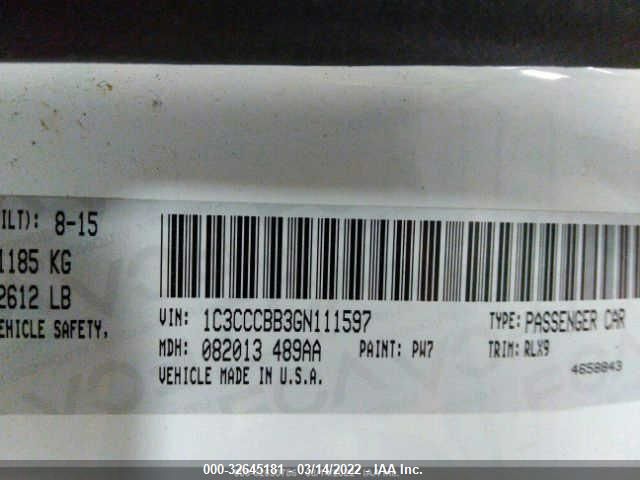 ILT): 8-15
1185 KG
2612 LB
EHICLE SAFETY,
VIN: 1C3CCCBB3GN111597
TYPE: PASSENGER CAR
MDH: 082013 489AA
PAINT: PW7
TRIM: RLX9
VEHICLE MADE IN U.S.A.
4658843
000-32645181 - 03/14/2022 - IAA Inc.